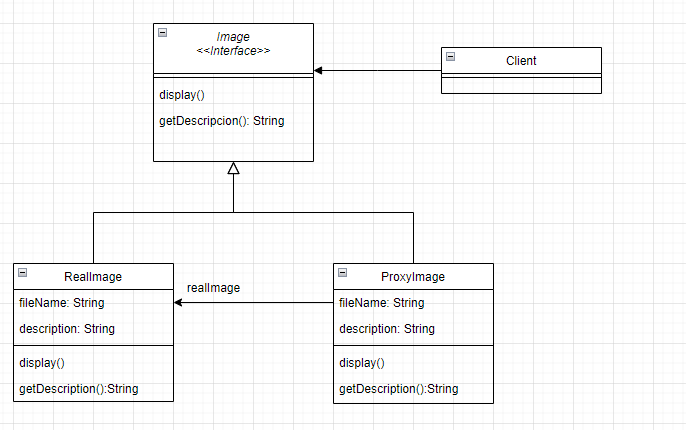 Image
<<Interface>>
display()
getDescripcion(): String
Client
RealImage
fileName: String
description: String
display()
getDescription():String
realImage
ProxyImage
fileName: String
description: String
display()
getDescription():String